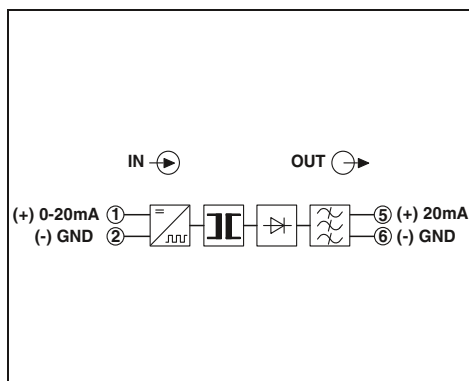 IN OUT
(+) 0-20mA 1 5 (+) 20mA
(-) GND 2 6 (-) GND